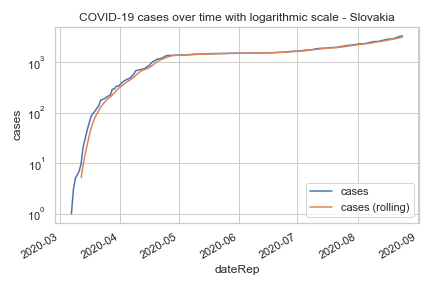 COVID-19 cases over time with logarithmic scale - Slovakia
cases
10³
10²
10¹
10⁰
cases
cases (rolling)
2020-03
2020-04
2020-05
2020-06
2020-07
2020-08
2020-09
dateRep